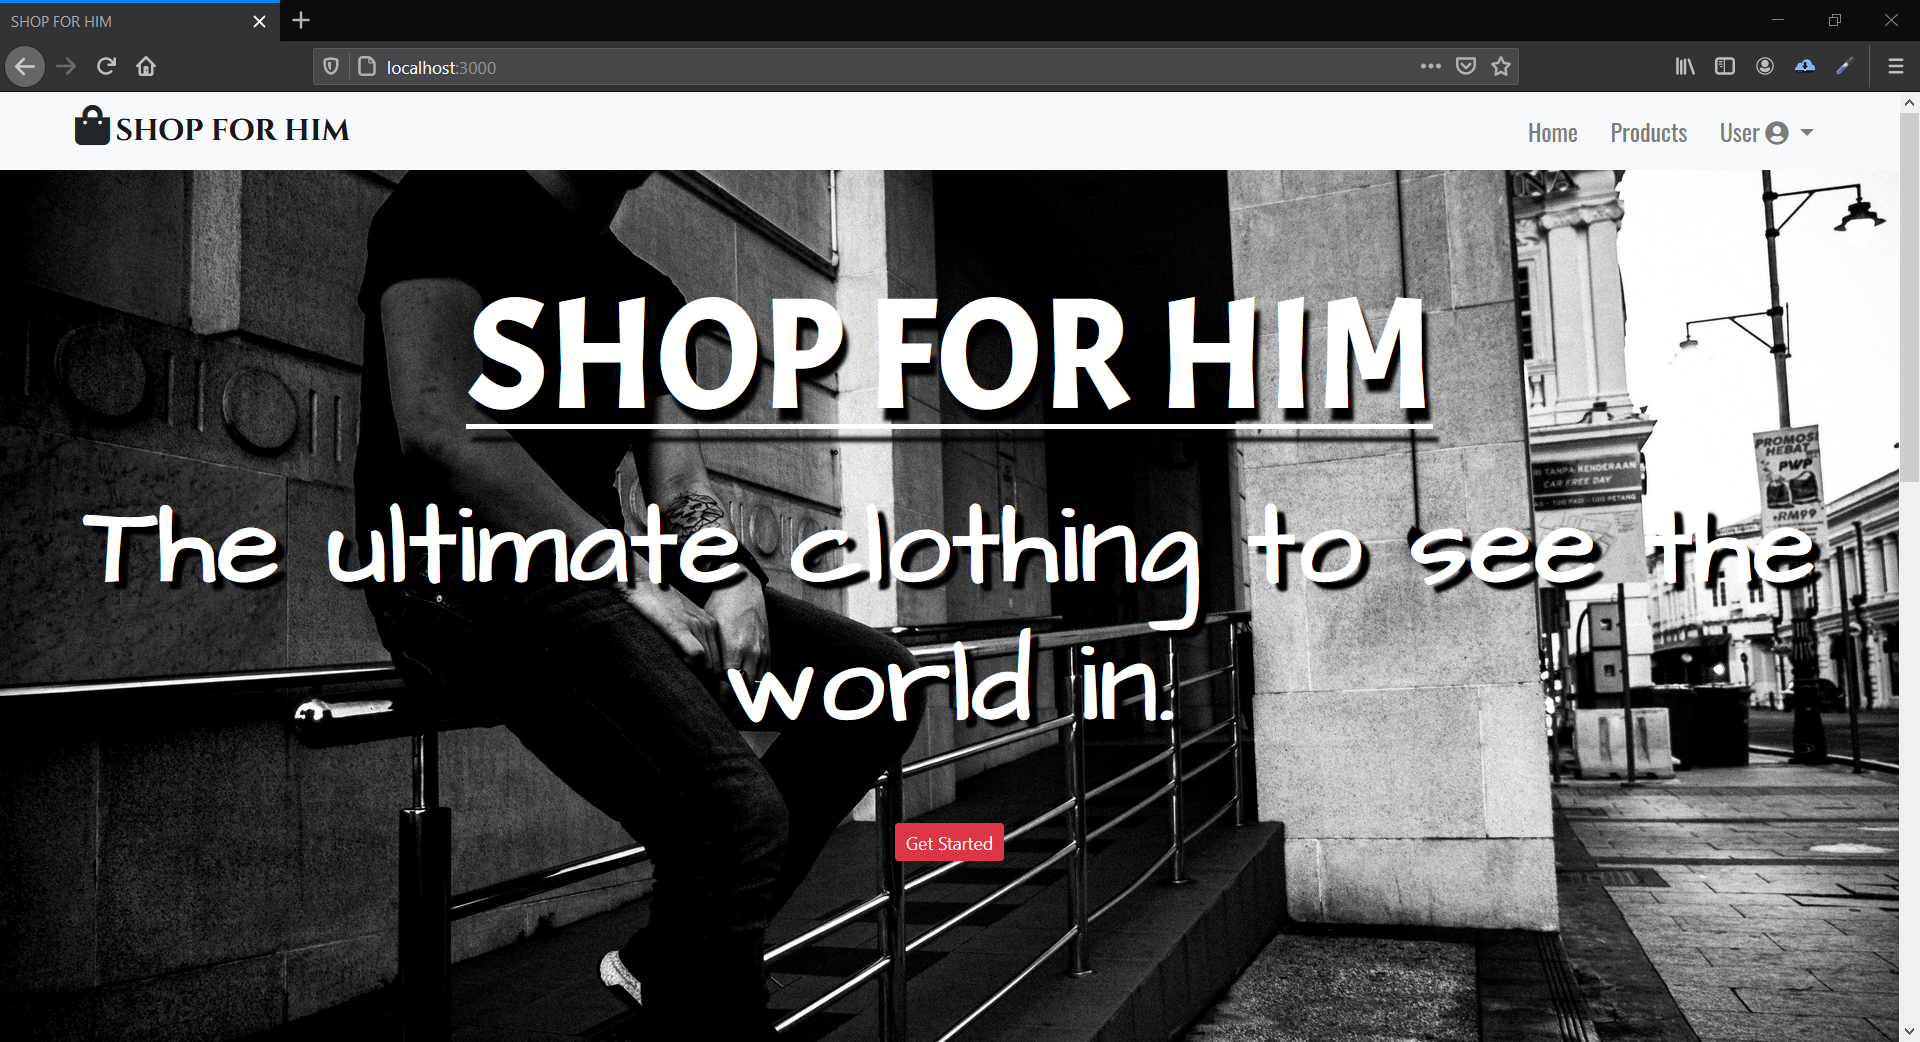 SHOP FOR HIM
localhost:3000
SHOP FOR HIM
Home Products User
SHOP FOR HIM
The ultimate clothing to see the
world in.
Get Started
PROMOSI
HEBAT
PWP
RM99
TANPA KENDERAAN
CAR FREE DAY